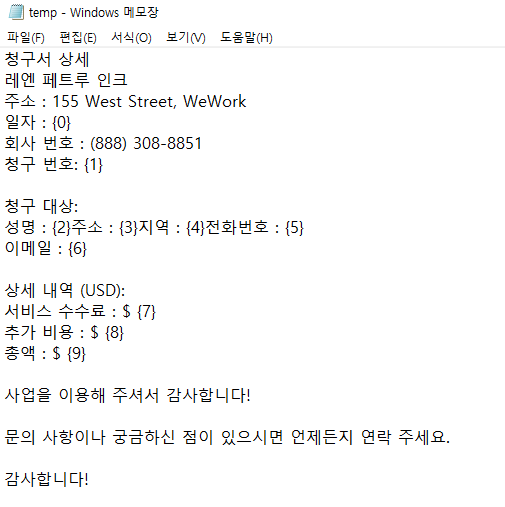 temp - Windows 메모장
파일(F) 편집(E) 서식(O) 보기(V) 도움말(H)
청구서 상세
레엔 페트루 인크
주소 : 155 West Street, WeWork
일자 : {0}
회사 번호 : (888) 308-8851
청구 번호: {1}
청구 대상:
성명 : {2}주소 : {3}지역 : {4}전화번호 : {5}
이메일 : {6}
상세 내역 (USD):
서비스 수수료 : $ {7}
추가 비용 : $ {8}
총액 : $ {9}
사업을 이용해 주셔서 감사합니다!
문의 사항이나 궁금하신 점이 있으시면 언제든지 연락 주세요.
감사합니다!